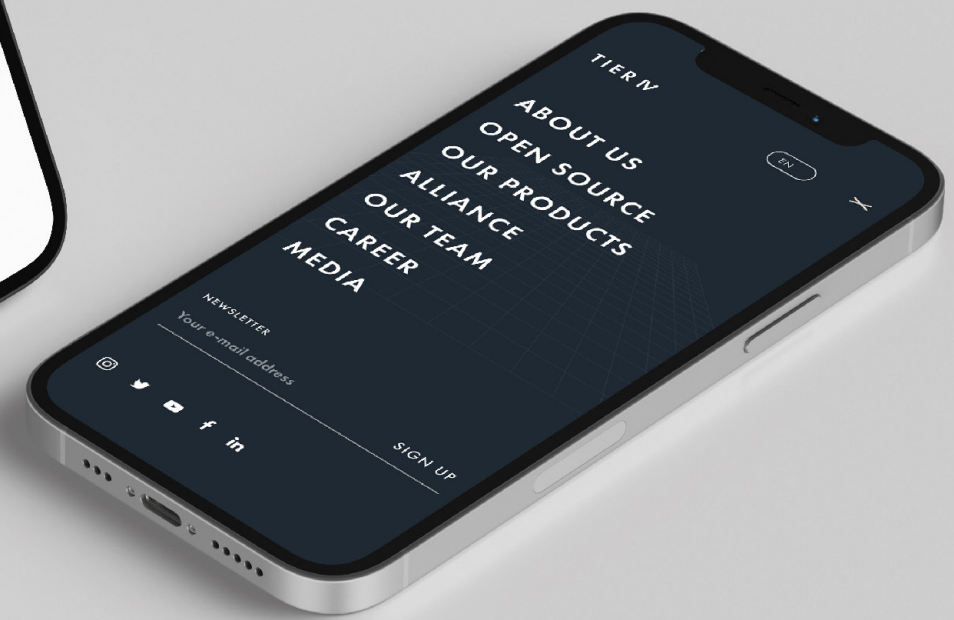 TIER IV
EN
ABOUT US
OPEN SOURCE
OUR PRODUCTS
ALLIANCE
OUR TEAM
CAREER
MEDIA
NEWSLETTER
Your e-mail address
SIGN UP